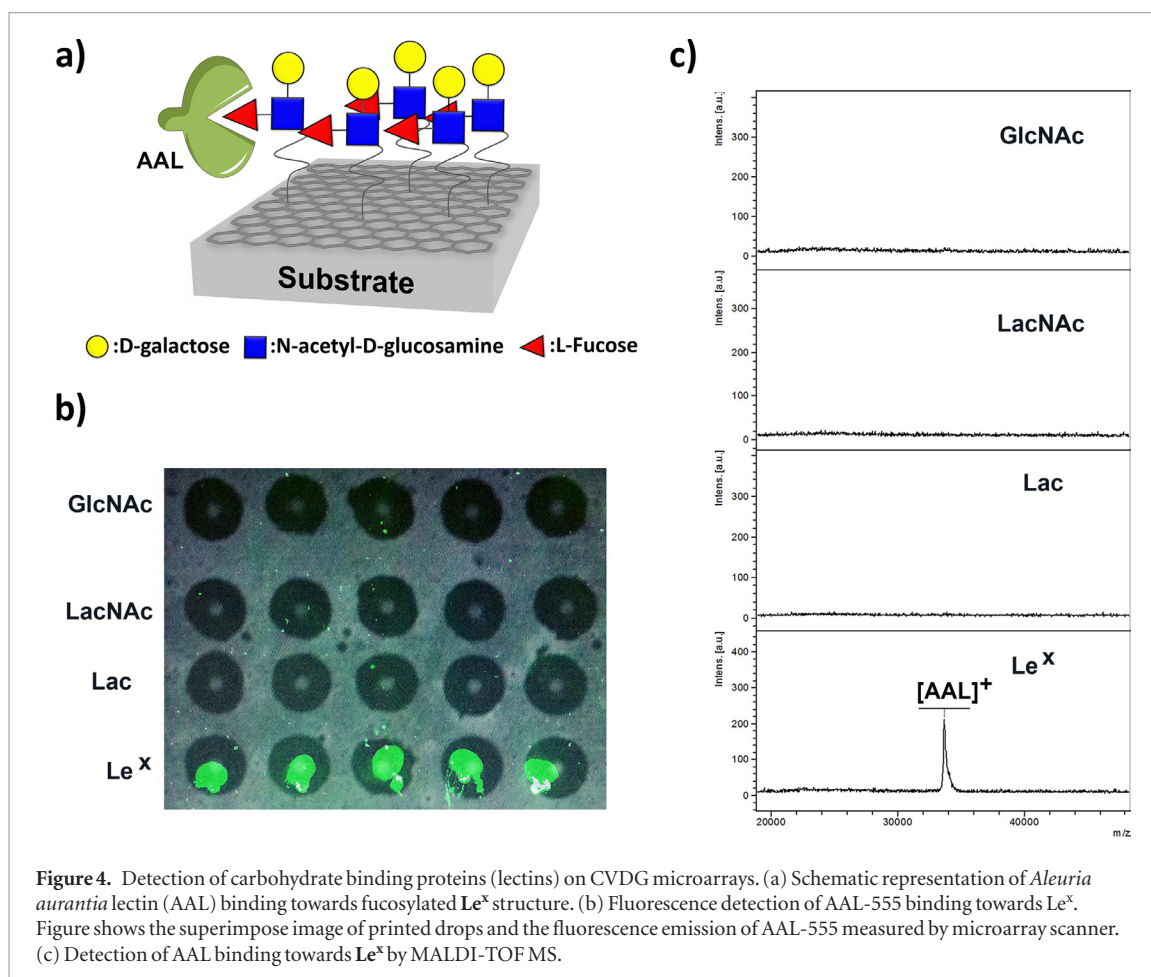 a)
AAL
Substrate
:D-galactose :N-acetyl-D-glucosamine :L-Fucose
b)
GlcNAc
LacNAc
Lac
Le x
c)
Intens. [a.u.]
300
200
100
0
GlcNAc
Intens. [a.u.]
300
200
100
0
LacNAc
Intens. [a.u.]
300
200
100
0
Lac
Intens. [a.u.]
400
300
200
100
0
Le x
[AAL]+
20000 30000 40000
m/z
Figure 4. Detection of carbohydrate binding proteins (lectins) on CVDG microarrays. (a) Schematic representation of Aleuria
aurantia lectin (AAL) binding towards fucosylated Lex structure. (b) Fluorescence detection of AAL-555 binding towards Lex.
Figure shows the superimpose image of printed drops and the fluorescence emission of AAL-555 measured by microarray scanner.
(c) Detection of AAL binding towards Lex by MALDI-TOF MS.